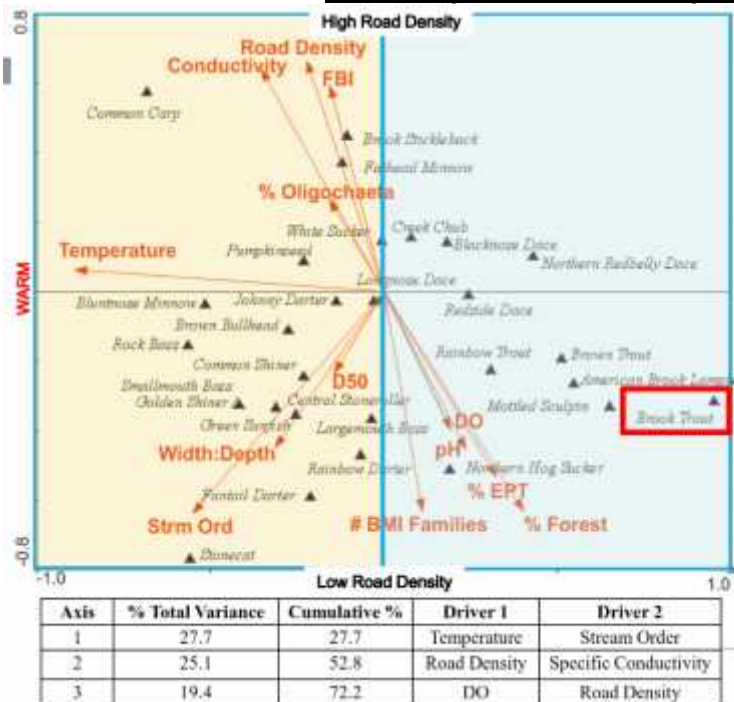 High Road Density
0.8
Road Density
Conductivity
FBI
Common Carp
Brook Stickleback
Fathead Minnow
% Oligochaeta
White Sucker
Creek Chub
Blacknose Dace
Temperature
Pumpkinseed
Northern Redbelly Dace
Longnose Dace
WARM
Bluntnose Minnow
Johnny Darter
Redside Dace
Brown Bullhead
Rock Bass
Rainbow Trout
Brown Trout
Common Shiner
D50
American Brook
Smallmouth Bass
Golden Shiner
Central Stoneroller
Mottled Sculpin
Brook Trout
Green Sunfish
Largemouth Bass
DO
pH
Width:Depth
Rainbow Darter
Northern Hog Sucker
% EPT
Fantail Darter
Strm Ord
# BMI Families
% Forest
-0.8
Stonecat
-1.0
Low Road Density
1.0
Axis % Total Variance Cumulative % Driver 1 Driver 2
1 27.7 27.7 Temperature Stream Order
2 25.1 52.8 Road Density Specific Conductivity
3 19.4 72.2 DO Road Density